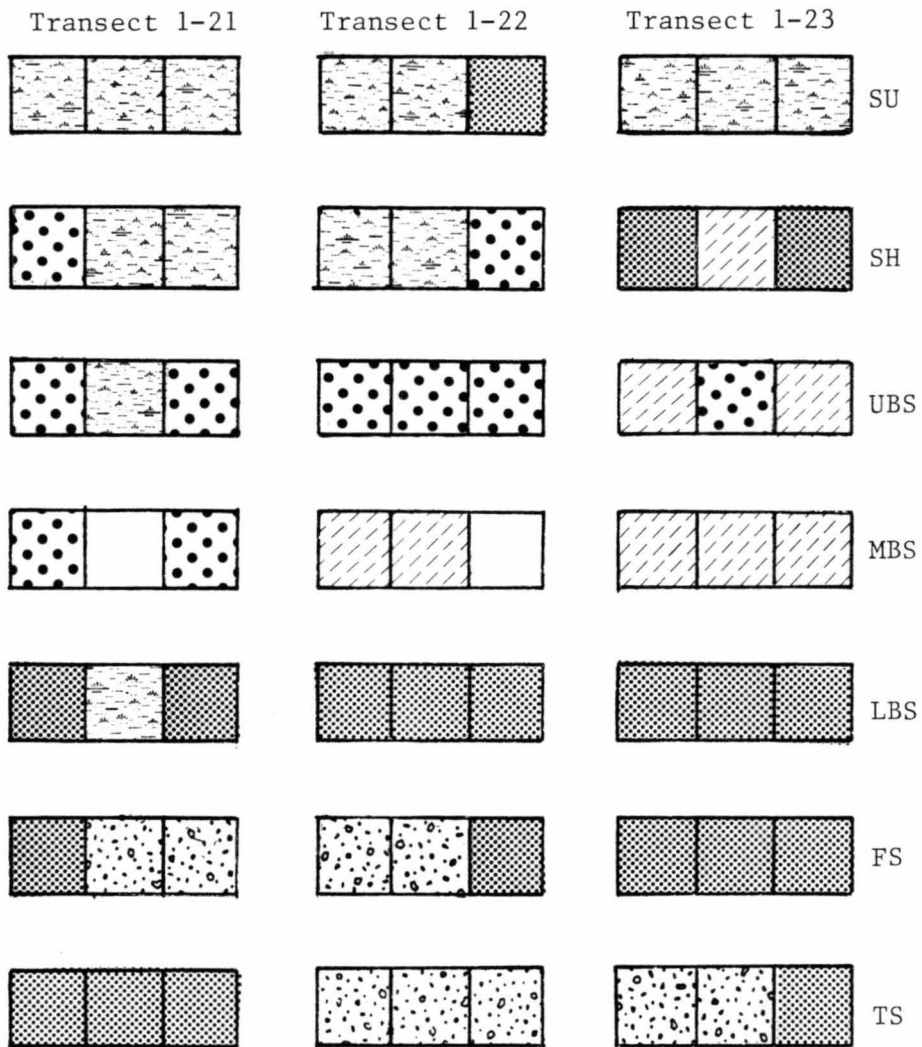 Transect 1-21 Transect 1-22 Transect 1-23
SU
SH
UBS
MBS
LBS
FS
TS